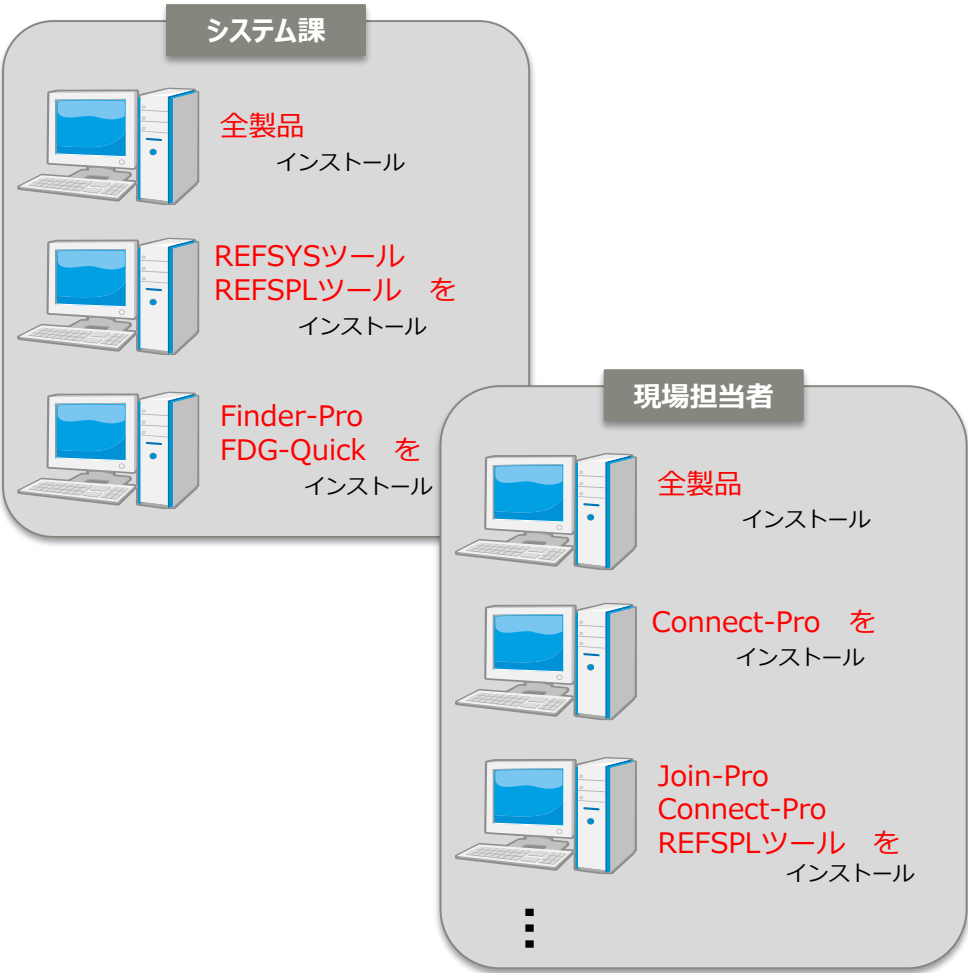 システム課
全製品
インストール
REFSYSツール
REFSPLツール　を
インストール
Finder-Pro
FDG-Quick　を
インストール
現場担当者
全製品
インストール
Connect-Pro　を
インストール
Join-Pro
Connect-Pro
REFSPLツール　を
インストール